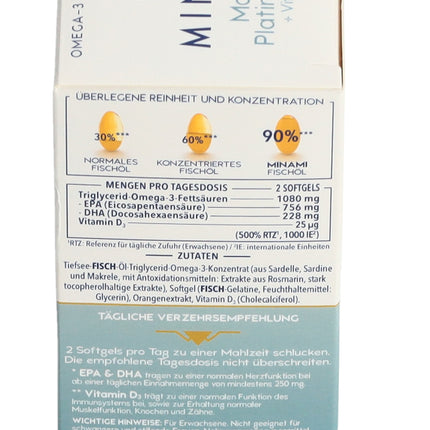 OMEGA-3
MIN
Platin
+ Vi
ÜBERLEGENE REINHEIT UND KONZENTRATION
30%*** 60%*** 90%***
NORMALES FISCHÖL
KONZENTRIERTES FISCHÖL
MINAMI FISCHÖL
MENGEN PRO TAGESDOSIS 2 SOFTGELS
Triglycerid-Omega-3-Fettsäuren 1080 mg
- EPA (Eicosapentaensäure) 756 mg
- DHA (Docosahexaensäure) 228 mg
Vitamin D₃ 25 µg
(500% RTZ¹, 1000 IE²)
¹RTZ: Referenz für tägliche Zufuhr (Erwachsene) / ²IE: internationale Einheiten
ZUTATEN
Tiefsee-FISCH-Öl-Triglycerid-Omega-3-Konzentrat (aus Sardelle, Sardine
und Makrele, mit Antioxidationsmitteln: Extrakte aus Rosmarin, stark
tocopherolhaltige Extrakte), Softgel (FISCH-Gelatine, Feuchthaltemittel:
Glycerin), Orangenextrakt, Vitamin D₃ (Cholecalciferol).
TÄGLICHE VERZEHRSEMPFEHLUNG
2 Softgels pro Tag zu einer Mahlzeit schlucken.
Die empfohlene Tagesdosis nicht überschreiten.
* EPA & DHA tragen zu einer normalen Herzfunktion bei
ab einer täglichen Einnahmemenge von mindestens 250 mg.
** Vitamin D₃ trägt zu einer normalen Funktion des
Immunsystems bei, sowie zur Erhaltung normaler
Muskelfunktion, Knochen und Zähne.
WICHTIGE HINWEISE: Für Erwachsene. Nicht geeignet für